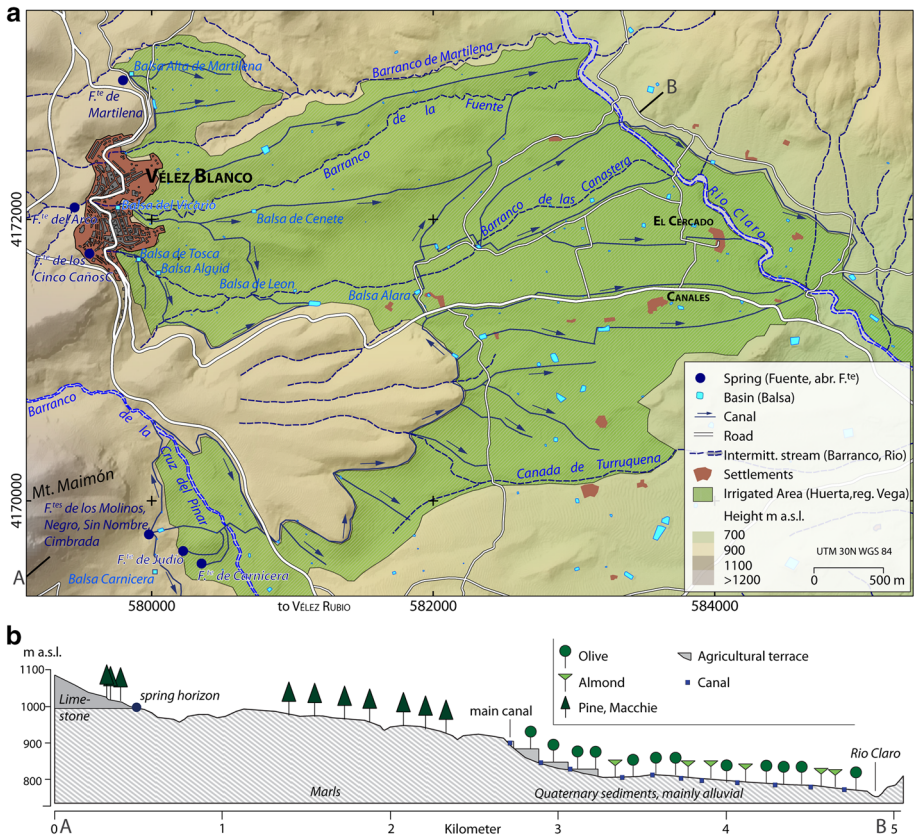 a
Balsa Alta de Martilena
F.te de
Martilena
Barranco de Martilena
Barranco de la Fuente
B
VÉLEZ BLANCO
4172000
Balsa del Vicario
F.te del Arca
Balsa de Cenete
Barranco de las Canastera
Rio Claro
EL CERCADO
F.te de los
Cinco Caños
Balsa de Tosca
Balsa Alguid
Balsa de Leon
Balsa Alara
CANALES
Barranco de la Cruz del Pinar
Mt. Maimón
Canada de Turruquena
4170000
F.tes de los Molinos,
Negro, Sin Nombre,
Cimbrada
F.te de Judio
F.te de Carnicera
Balsa Carnicera
A
Spring (Fuente, abr. F.te)
Basin (Balsa)
Canal
Road
Intermitt. stream (Barranco, Rio)
Settlements
Irrigated Area (Huerta,reg. Vega)
Height m a.s.l.
700
900
1100
>1200
UTM 30N WGS 84
0 500 m
580000 to VÉLEZ RUBIO 582000 584000
b
m a.s.l.
1100
1000
900
800
Lime-
stone
spring horizon
main canal
Olive
Almond
Pine, Macchie
Agricultural terrace
Canal
Rio Claro
Marls
Quaternary sediments, mainly alluvial
0 A 1 2 Kilometer 3 4 B 5